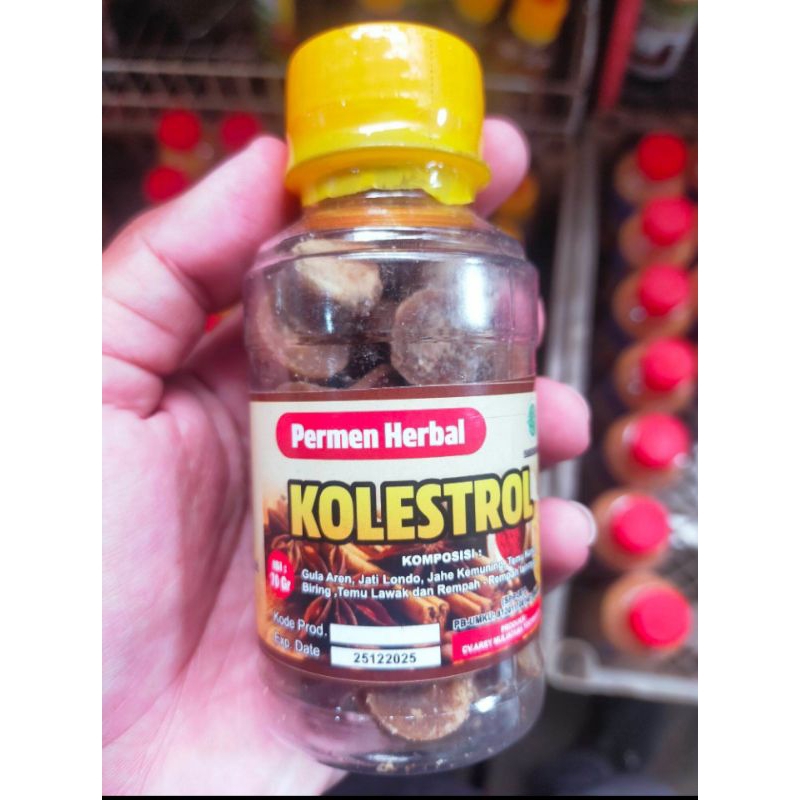 Permen Herbal
KOLESTROL
KOMPOSISI :
Gula Aren, Jati Londo, Jahe Kemuning, Temu
Biring ,Temu Lawak dan Rempah - Rempah
70 Gr
Kode Prod.
Exp. Date 25122025